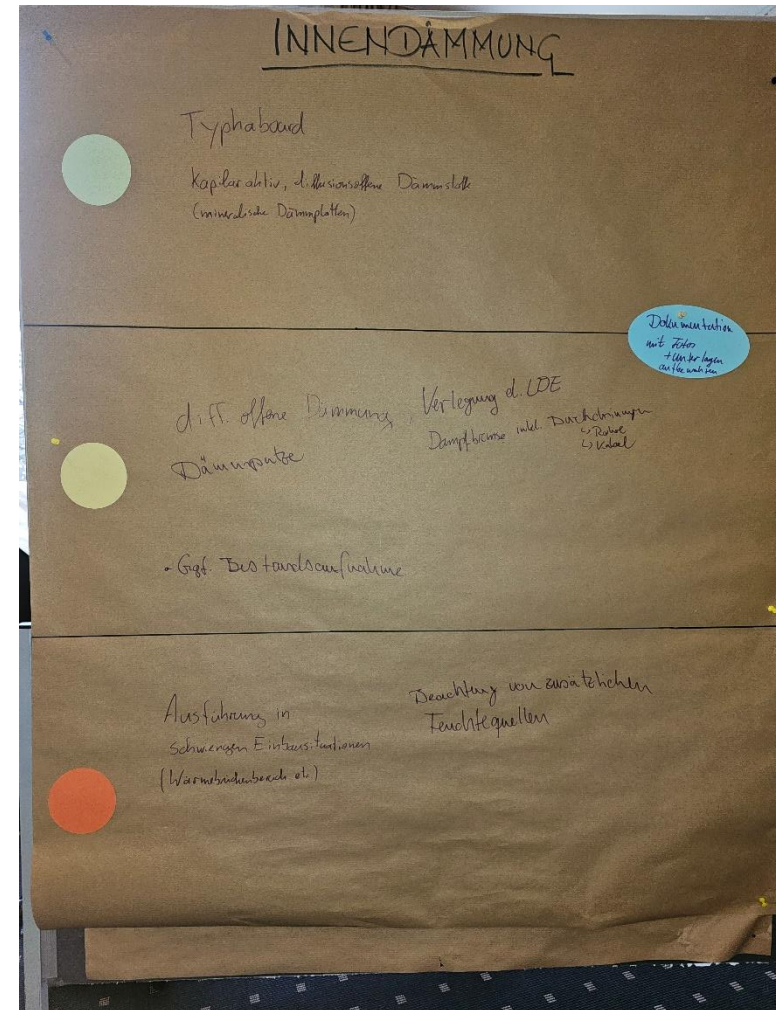 INNENDÄMMUNG
Typhaboard
Kapilaraktiv, diffusionsoffene Dämmstoffe
(mineralische Dämmplatten)
Dokumentation
mit Fotos
+ Unterlagen
aufbewahren
diff. offene Dämmung
Dämmputze
Verlegung d. LDE
Dampfbremse inkl. Durchdringungen
↳ Rohre
↳ Kabel
- Ggf. Bestandsaufnahme
Ausführung in
schwierigen Einbausituationen
(Wärmebrückenbereich etc.)
Beachtung von zusätzlichen
Feuchtequellen